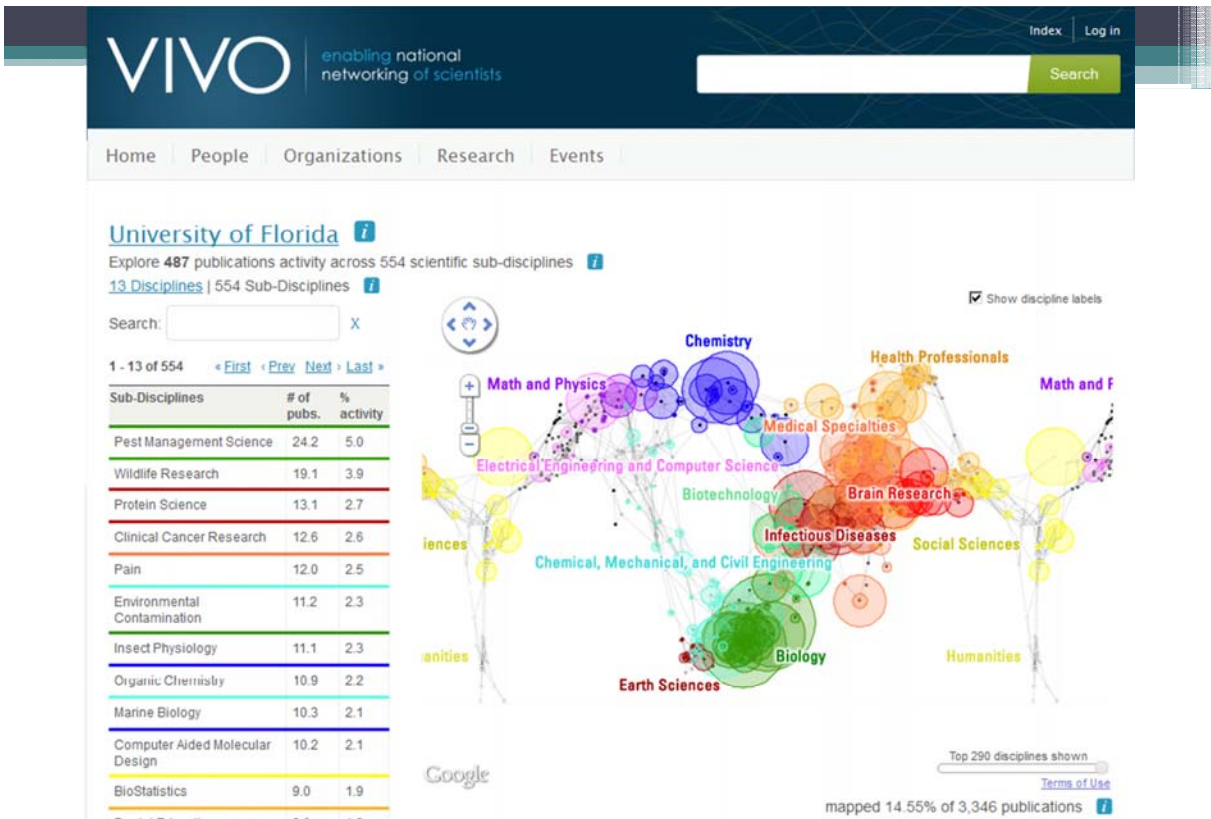 VIVO
enabling national
networking of scientists
Index
Log in
Search
Home
People
Organizations
Research
Events
University of Florida i
Explore 487 publications activity across 554 scientific sub-disciplines i
13 Disciplines | 554 Sub-Disciplines i
Search: X
1 - 13 of 554 « First ‹ Prev Next › Last »
Sub-Disciplines # of pubs. % activity
Pest Management Science 24.2 5.0
Wildlife Research 19.1 3.9
Protein Science 13.1 2.7
Clinical Cancer Research 12.6 2.6
Pain 12.0 2.5
Environmental
Contamination 11.2 2.3
Insect Physiology 11.1 2.3
Organic Chemistry 10.9 2.2
Marine Biology 10.3 2.1
Computer Aided Molecular
Design 10.2 2.1
BioStatistics 9.0 1.9
Show discipline labels
Chemistry
Health Professionals
Math and Physics
Math and F
Medical Specialties
Electrical Engineering and Computer Science
Biotechnology
Brain Research
Infectious Diseases
iences
Social Sciences
Chemical, Mechanical, and Civil Engineering
anities
Biology
Humanities
Earth Sciences
Google
Top 290 disciplines shown
Terms of Use
mapped 14.55% of 3,346 publications i